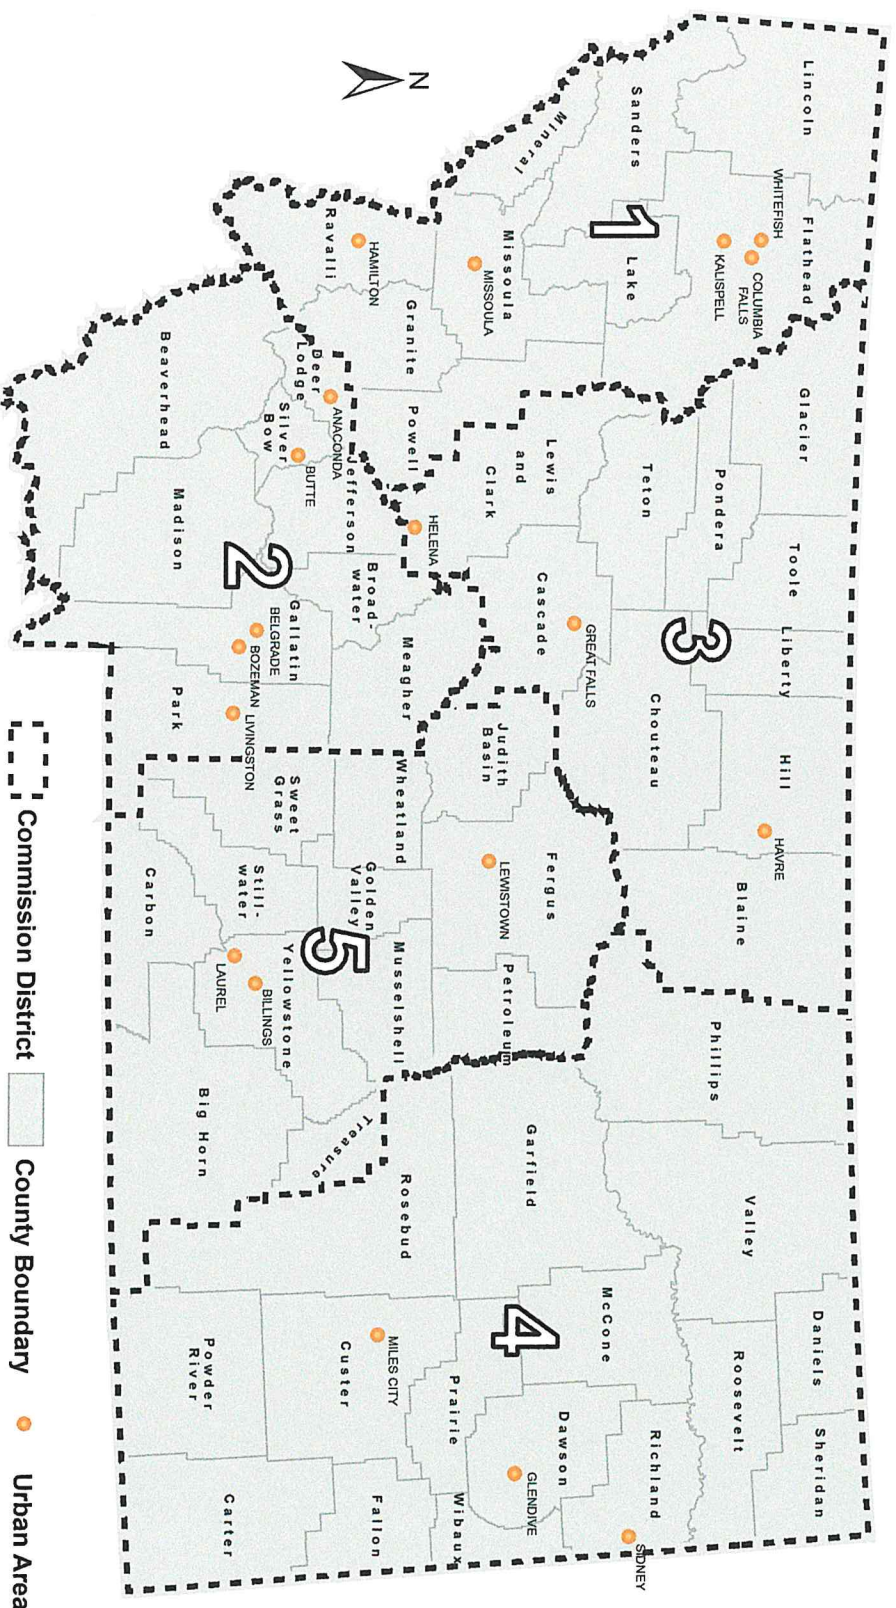 Lincoln
Flathead
WHITEFISH
COLUMBIA
FALLS
KALISPELL
Sanders
1
Lake
Mineral
Missoula
MISSOULA
Ravalli
HAMILTON
Granite
Powell
Deer
Lodge
ANACONDA
Silver
Bow
BUTTE
Jefferson
Beaverhead
Madison
2
Broad-
water
Meagher
Gallatin
BELGRADE
BOZEMAN
Park
LIVINGSTON
Glacier
Toole
Liberty
Hill
HAVRE
Blaine
Pondera
3
Teton
Chouteau
Lewis
and
Clark
HELENA
Cascade
GREAT FALLS
Judith
Basin
Fergus
LEWISTOWN
Petroleum
Wheatland
Golden
Valley
Musselshell
5
Sweet
Grass
Still-
water
Yellowstone
BILLINGS
LAUREL
Carbon
Big Horn
Treasure
Phillips
Valley
Daniels
Sheridan
Roosevelt
Garfield
McCone
Richland
SIDNEY
4
Dawson
GLENDIVE
Prairie
Wibaux
Rosebud
Custer
MILES CITY
Fallon
Powder
River
Carter
N
Commission District
County Boundary
Urban Area